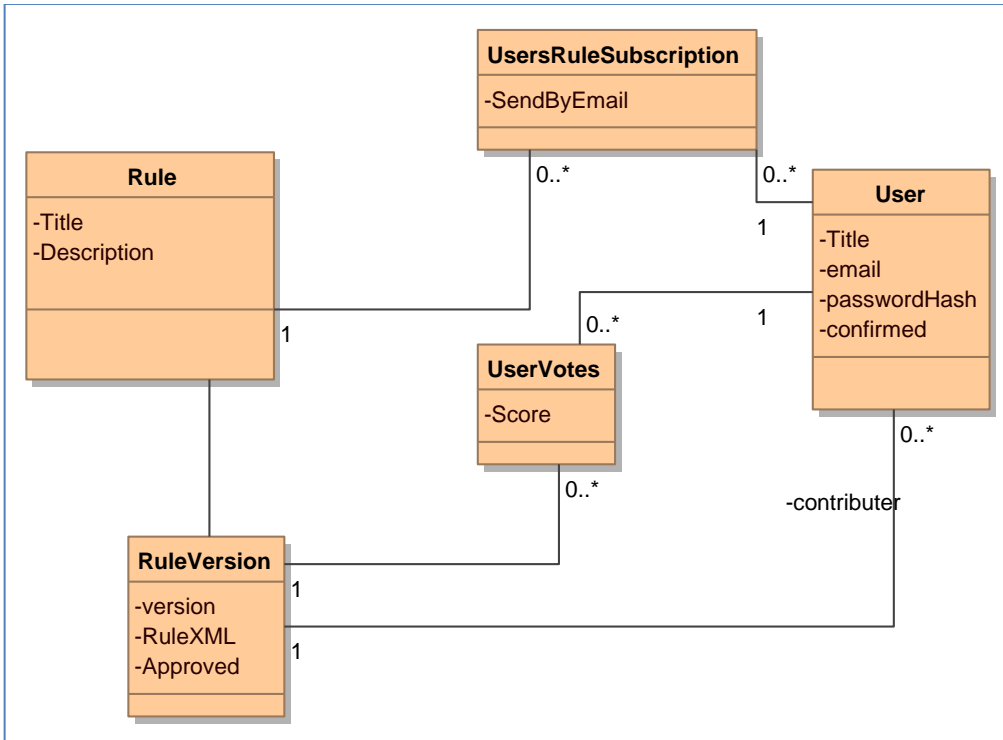 UsersRuleSubscription
-SendByEmail
0..*
0..*
1
Rule
-Title
-Description
1
User
-Title
-email
-passwordHash
-confirmed
1
0..*
0..*
UserVotes
-Score
0..*
-contributer
RuleVersion
-version
-RuleXML
-Approved
1
1